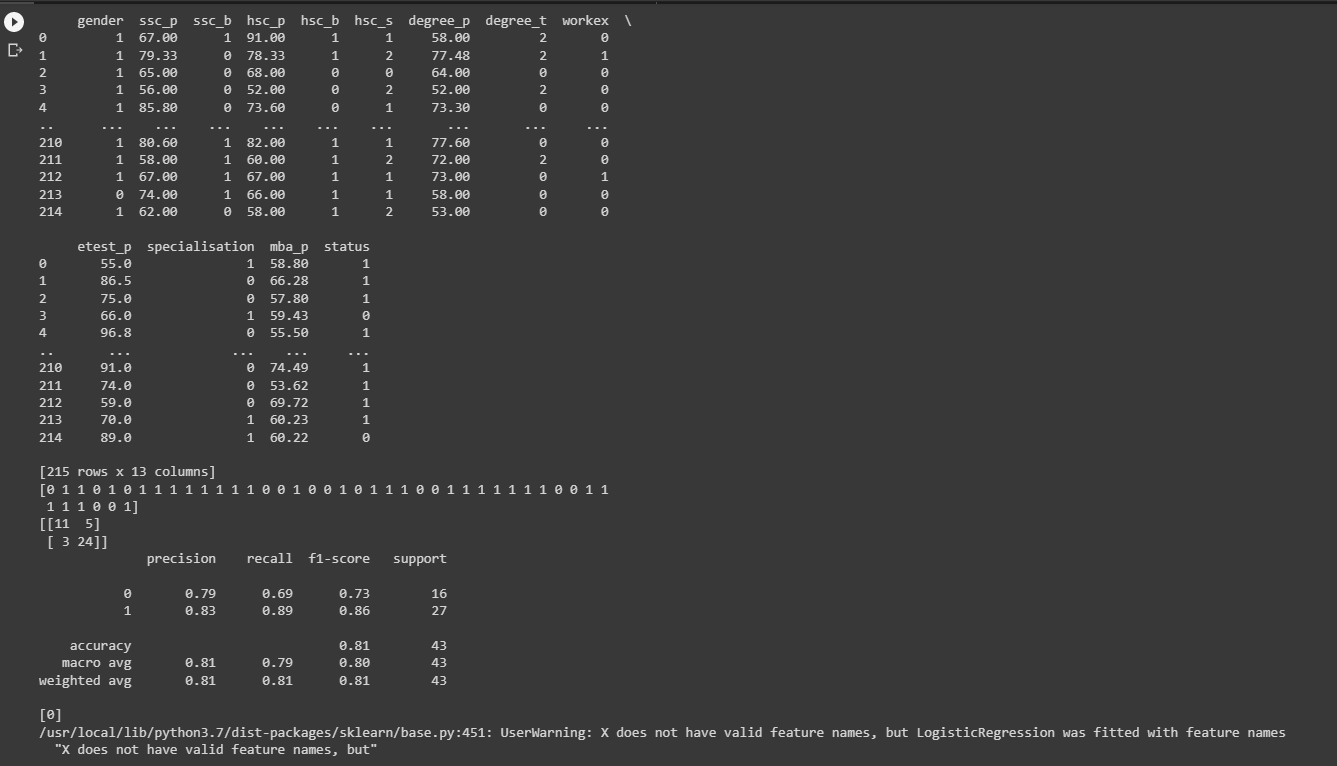 gender ssc_p ssc_b hsc_p hsc_b hsc_s degree_p degree_t workex \
0 1 67.00 1 91.00 1 1 58.00 2 0
1 1 79.33 0 78.33 1 2 77.48 2 1
2 1 65.00 0 68.00 0 0 64.00 0 0
3 1 56.00 0 52.00 0 2 52.00 2 0
4 1 85.80 0 73.60 0 1 73.30 0 0
.. ... ... ... ... ... ... ... ... ...
210 1 80.60 1 82.00 1 1 77.60 0 0
211 1 58.00 1 60.00 1 2 72.00 2 0
212 1 67.00 1 67.00 1 1 73.00 0 1
213 0 74.00 1 66.00 1 1 58.00 0 0
214 1 62.00 0 58.00 1 2 53.00 0 0
etest_p specialisation mba_p status
0 55.0 1 58.80 1
1 86.5 0 66.28 1
2 75.0 0 57.80 1
3 66.0 1 59.43 0
4 96.8 0 55.50 1
.. ... ... ... ...
210 91.0 0 74.49 1
211 74.0 0 53.62 1
212 59.0 0 69.72 1
213 70.0 1 60.23 1
214 89.0 1 60.22 0
[215 rows x 13 columns]
[0 1 1 0 1 0 1 1 1 1 1 1 1 1 0 0 1 0 0 1 0 1 1 1 0 0 1 1 1 1 1 1 1 0 0 1 1
1 1 1 0 0 1]
[[11 5]
[ 3 24]]
precision recall f1-score support
0 0.79 0.69 0.73 16
1 0.83 0.89 0.86 27
accuracy 0.81 43
macro avg 0.81 0.79 0.80 43
weighted avg 0.81 0.81 0.81 43
[0]
/usr/local/lib/python3.7/dist-packages/sklearn/base.py:451: UserWarning: X does not have valid feature names, but LogisticRegression was fitted with feature names
"X does not have valid feature names, but"